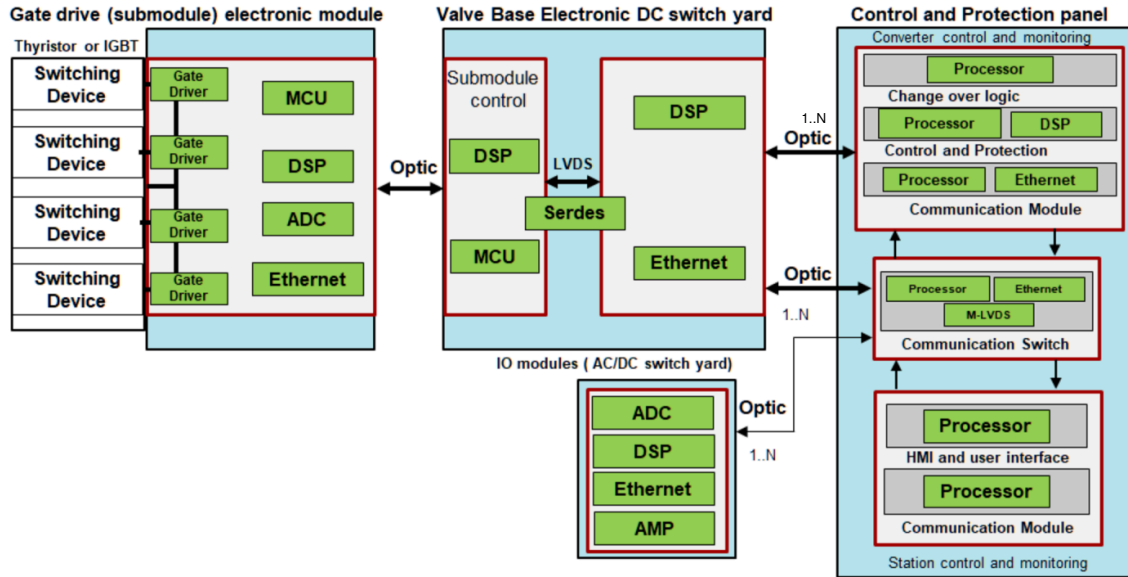 Gate drive (submodule) electronic module
Thyristor or IGBT
Switching
Device
Switching
Device
Switching
Device
Switching
Device
Gate
Driver
Gate
Driver
Gate
Driver
Gate
Driver
MCU
DSP
ADC
Ethernet
Optic
Valve Base Electronic DC switch yard
Submodule
control
DSP
MCU
LVDS
Serdes
DSP
Ethernet
1..N
Optic
Optic
1..N
IO modules ( AC/DC switch yard)
ADC
DSP
Ethernet
AMP
Optic
1..N
Control and Protection panel
Converter control and monitoring
Processor
Change over logic
Processor
DSP
Control and Protection
Processor
Ethernet
Communication Module
Processor
Ethernet
M-LVDS
Communication Switch
Processor
HMI and user interface
Processor
Communication Module
Station control and monitoring